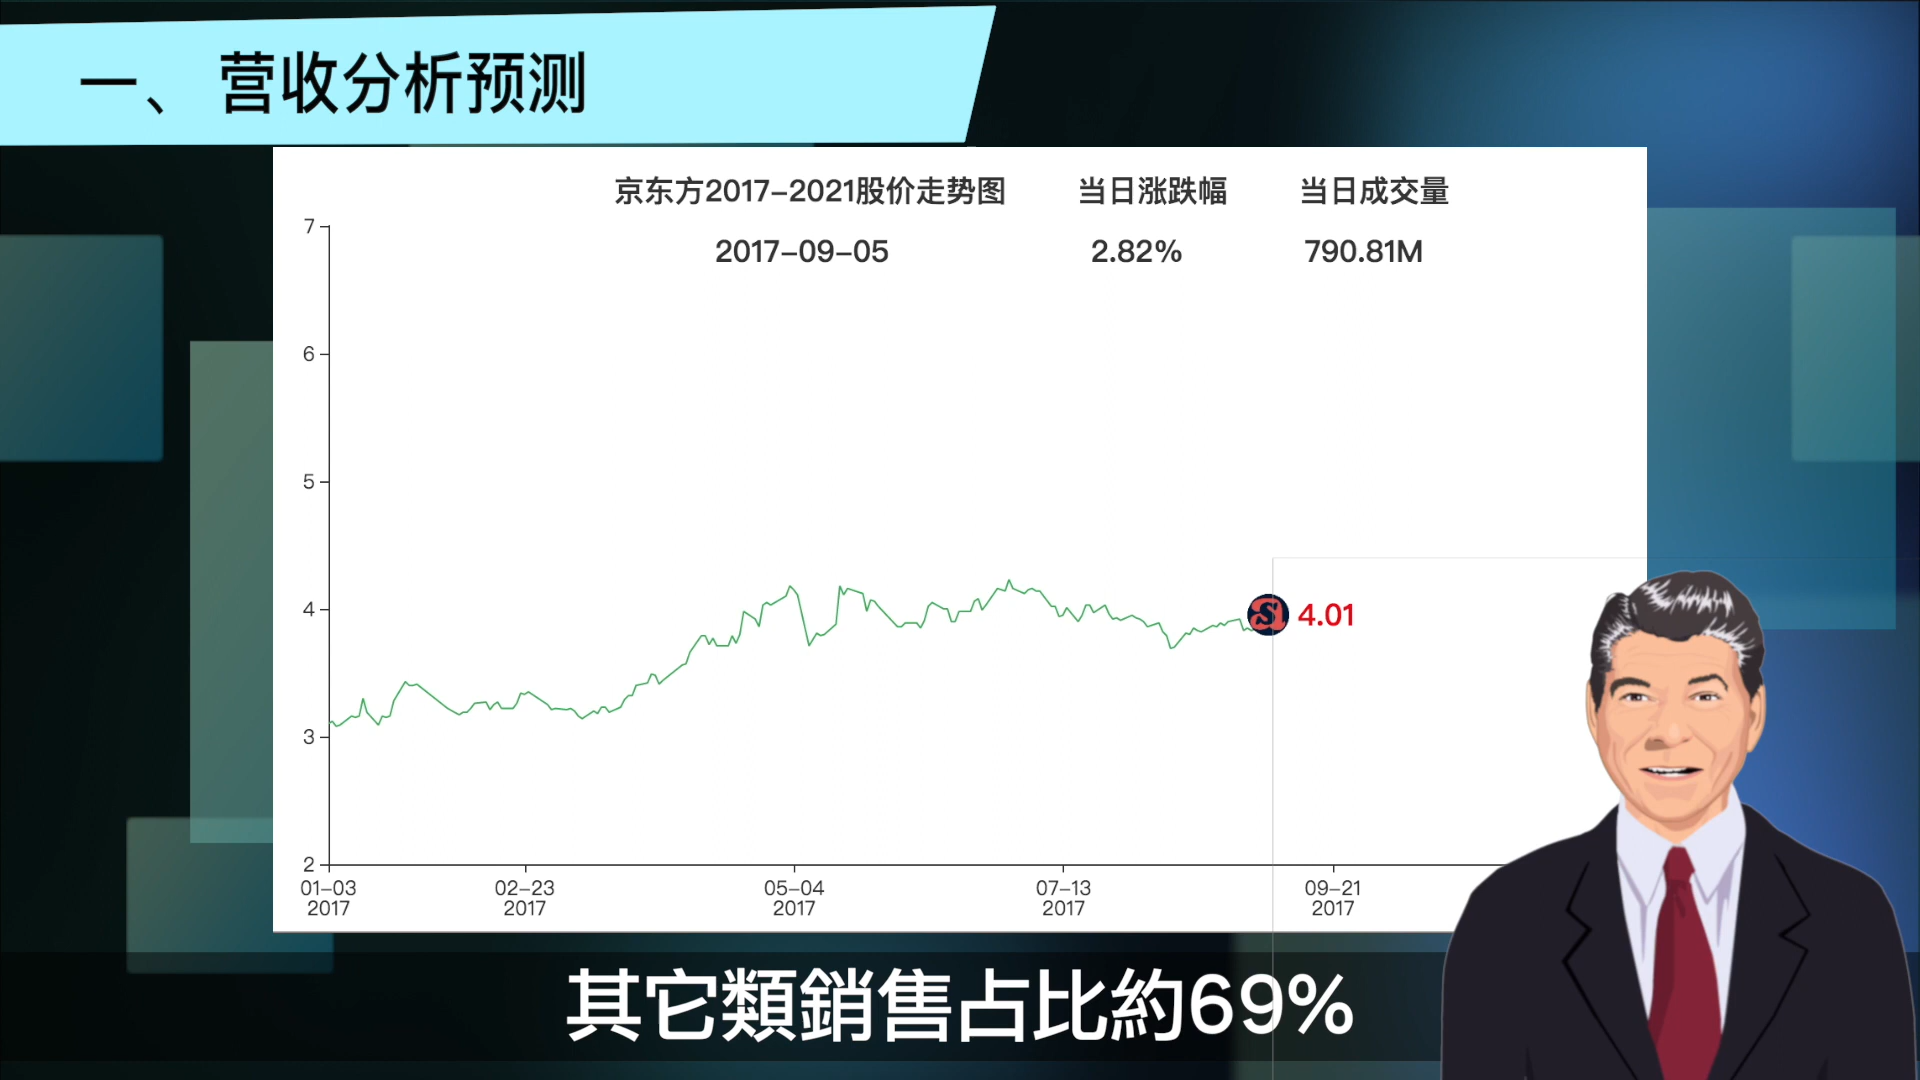 一、 营收分析预测
京东方2017-2021股价走势图 当日涨跌幅 当日成交量
2017-09-05 2.82% 790.81M
7
6
5
4
3
2
4.01
01-03 02-23 05-04 07-13 09-21
2017 2017 2017 2017 2017
其它類銷售占比約69%